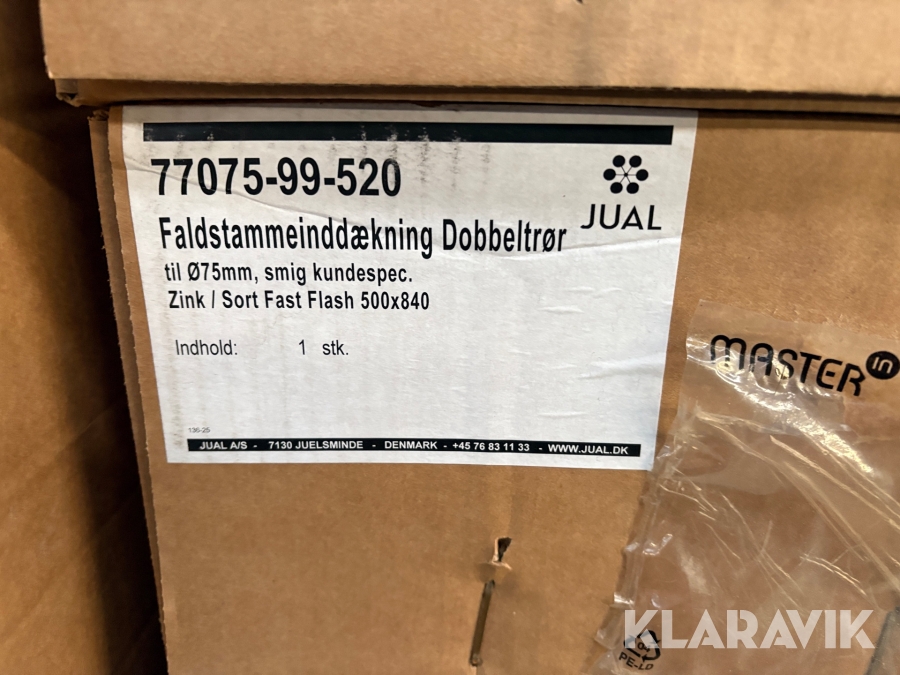 77075-99-520
JUAL
Faldstammeinddækning Dobbeltrør
til Ø75mm, smig kundespec.
Zink / Sort Fast Flash 500x840
Indhold: 1 stk.
136-25
JUAL A/S - 7130 JUELSMINDE - DENMARK - +45 76 83 11 33 - WWW.JUAL.DK
MASTER in
KLARAVIK
PE-LD